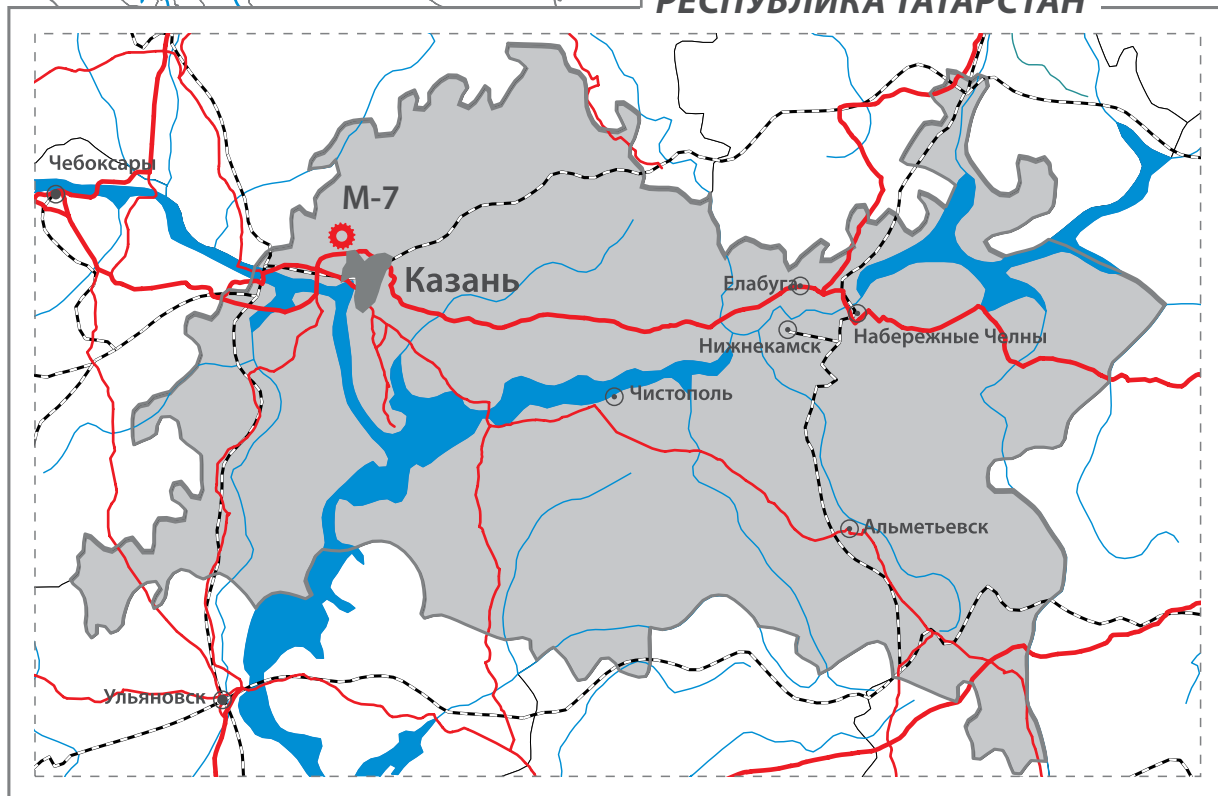 РЕСПУБЛИКА ТАТАРСТАН
Чебоксары
М-7
Казань
Елабуга
Нижнекамск
Набережные Челны
Чистополь
Альметьевск
Ульяновск